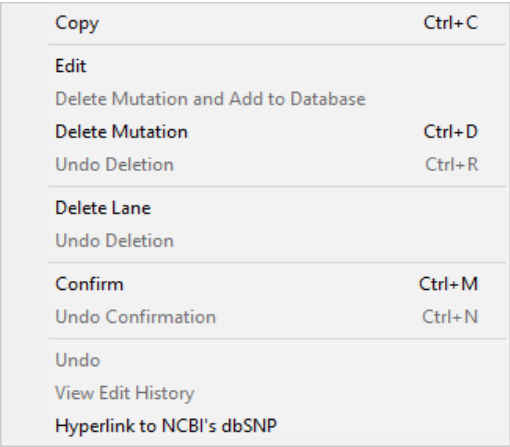 Copy Ctrl+C
Edit
Delete Mutation and Add to Database
Delete Mutation Ctrl+D
Undo Deletion Ctrl+R
Delete Lane
Undo Deletion
Confirm Ctrl+M
Undo Confirmation Ctrl+N
Undo
View Edit History
Hyperlink to NCBI's dbSNP